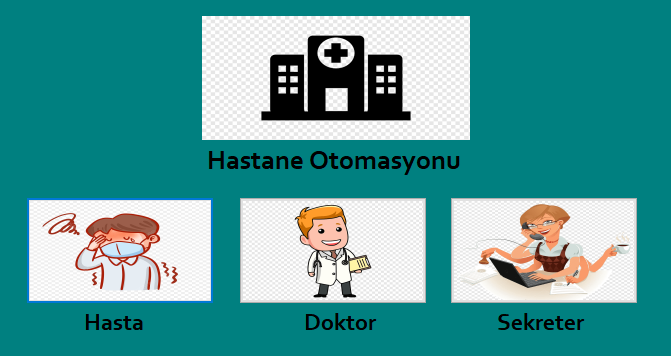 Hastane Otomasyonu
Hasta
Doktor
Sekreter